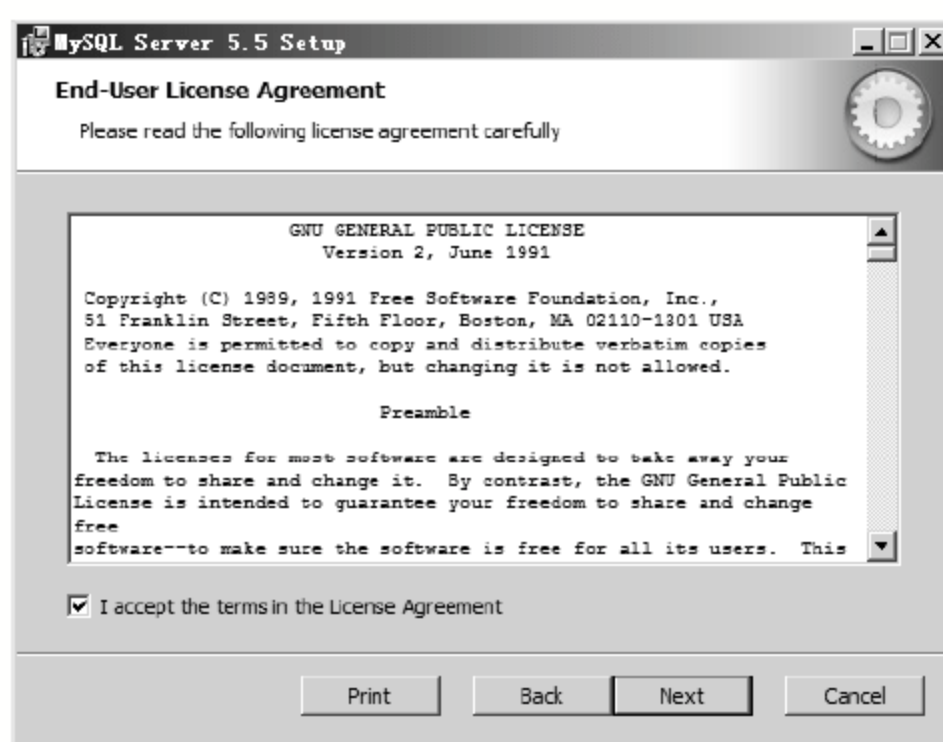 MySQL Server 5.5 Setup
End-User License Agreement
Please read the following license agreement carefully
GNU GENERAL PUBLIC LICENSE
Version 2, June 1991
Copyright (C) 1989, 1991 Free Software Foundation, Inc.,
51 Franklin Street, Fifth Floor, Boston, MA 02110-1301 USA
Everyone is permitted to copy and distribute verbatim copies
of this license document, but changing it is not allowed.
Preamble
The licenses for most software are designed to take away your
freedom to share and change it.  By contrast, the GNU General Public
License is intended to guarantee your freedom to share and change
free
software--to make sure the software is free for all its users.  This
I accept the terms in the License Agreement
Print Back Next Cancel